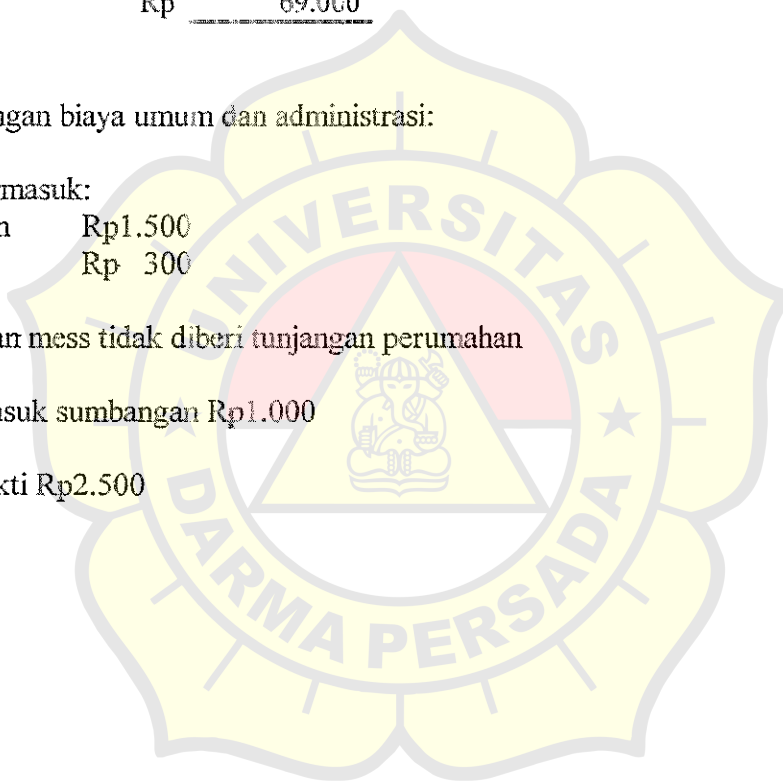 Rp 69.000
ngan biaya umum dan administrasi:
rmasuk:
n Rp1.500
Rp 300
an mess tidak diberi tunjangan perumahan
asuk sumbangan Rp1.000
kti Rp2.500
UNIVERSITAS
DARMA PERSADA